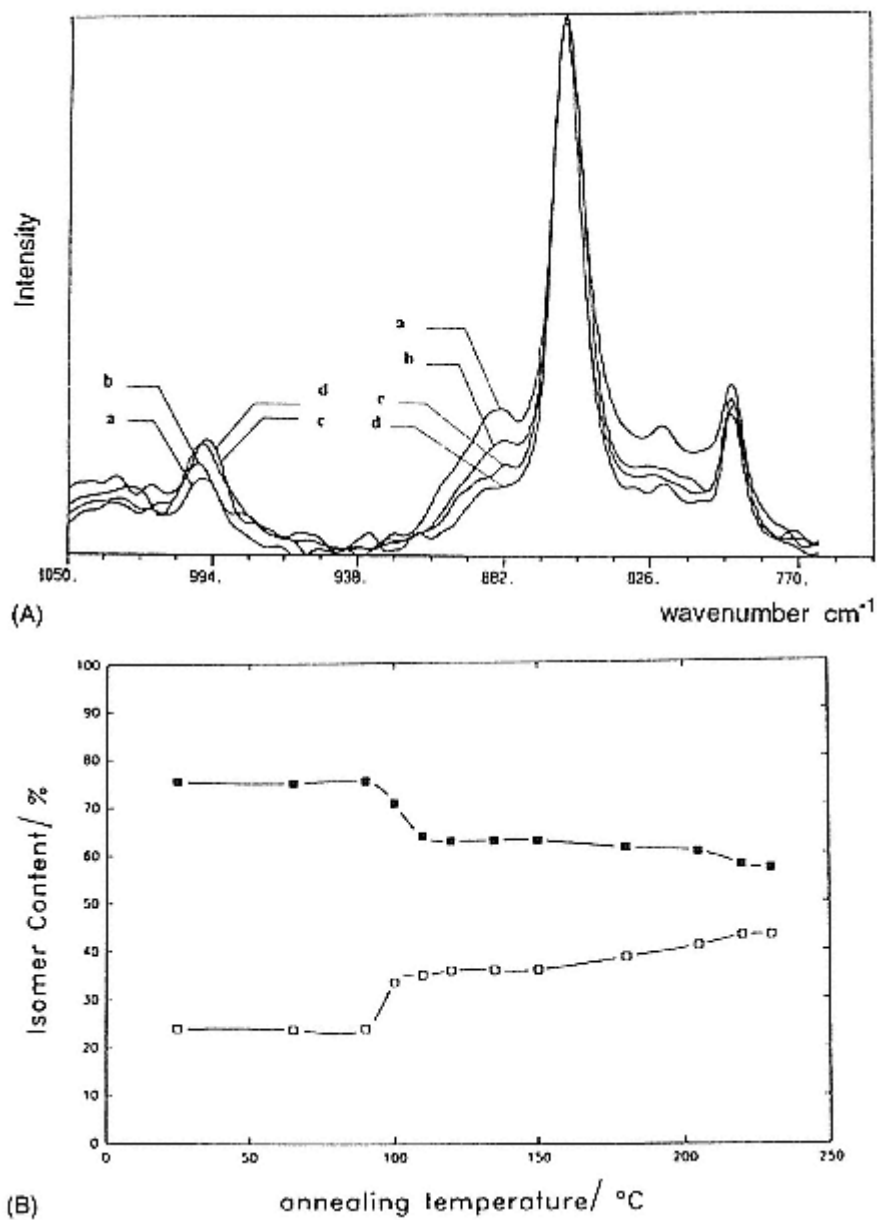 Intensity
a
b
b
d
c
a
c
d
1050. 994. 938. 882. 826. 770.
(A)
wavenumber cm-1
100
90
80
70
60
50
40
30
20
10
0
Isomer Content/ %
0 50 100 150 200 250
(B)
annealing temperature/ °C